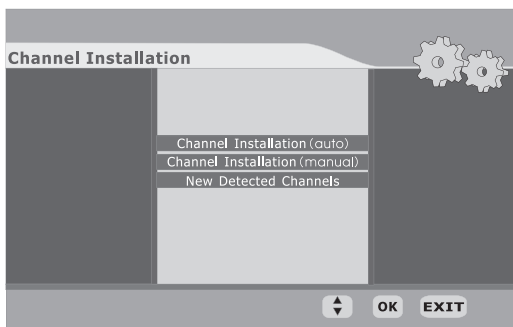 Channel Installation
Channel Installation (auto)
Channel Installation (manual)
New Detected Channels
OK EXIT